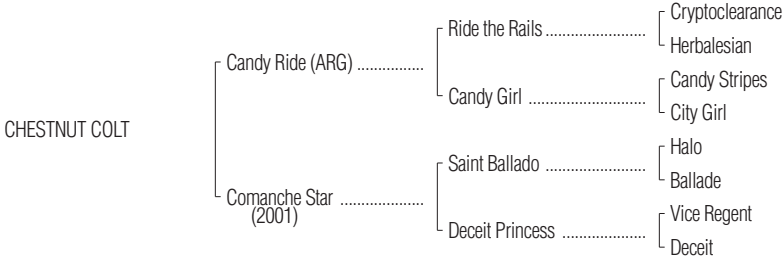 Cryptoclearance
Ride the Rails ........................
Herbalesian
Candy Ride (ARG) ................
Candy Stripes
Candy Girl ............................
City Girl
CHESTNUT COLT
Halo
Saint Ballado ........................
Ballade
Comanche Star ....................
(2001)
Vice Regent
Deceit Princess ....................
Deceit